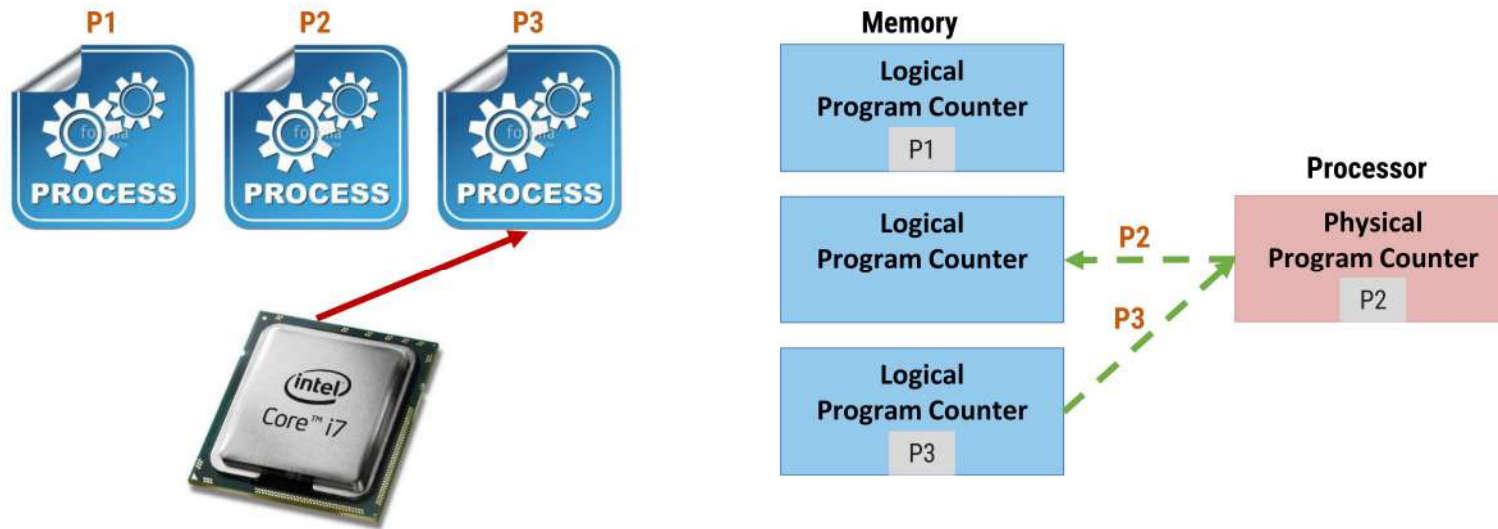 P1
P2
P3
PROCESS
PROCESS
PROCESS
intel
Core™ i7
Memory
Logical
Program Counter
P1
Logical
Program Counter
Logical
Program Counter
P3
P2
P3
Processor
Physical
Program Counter
P2